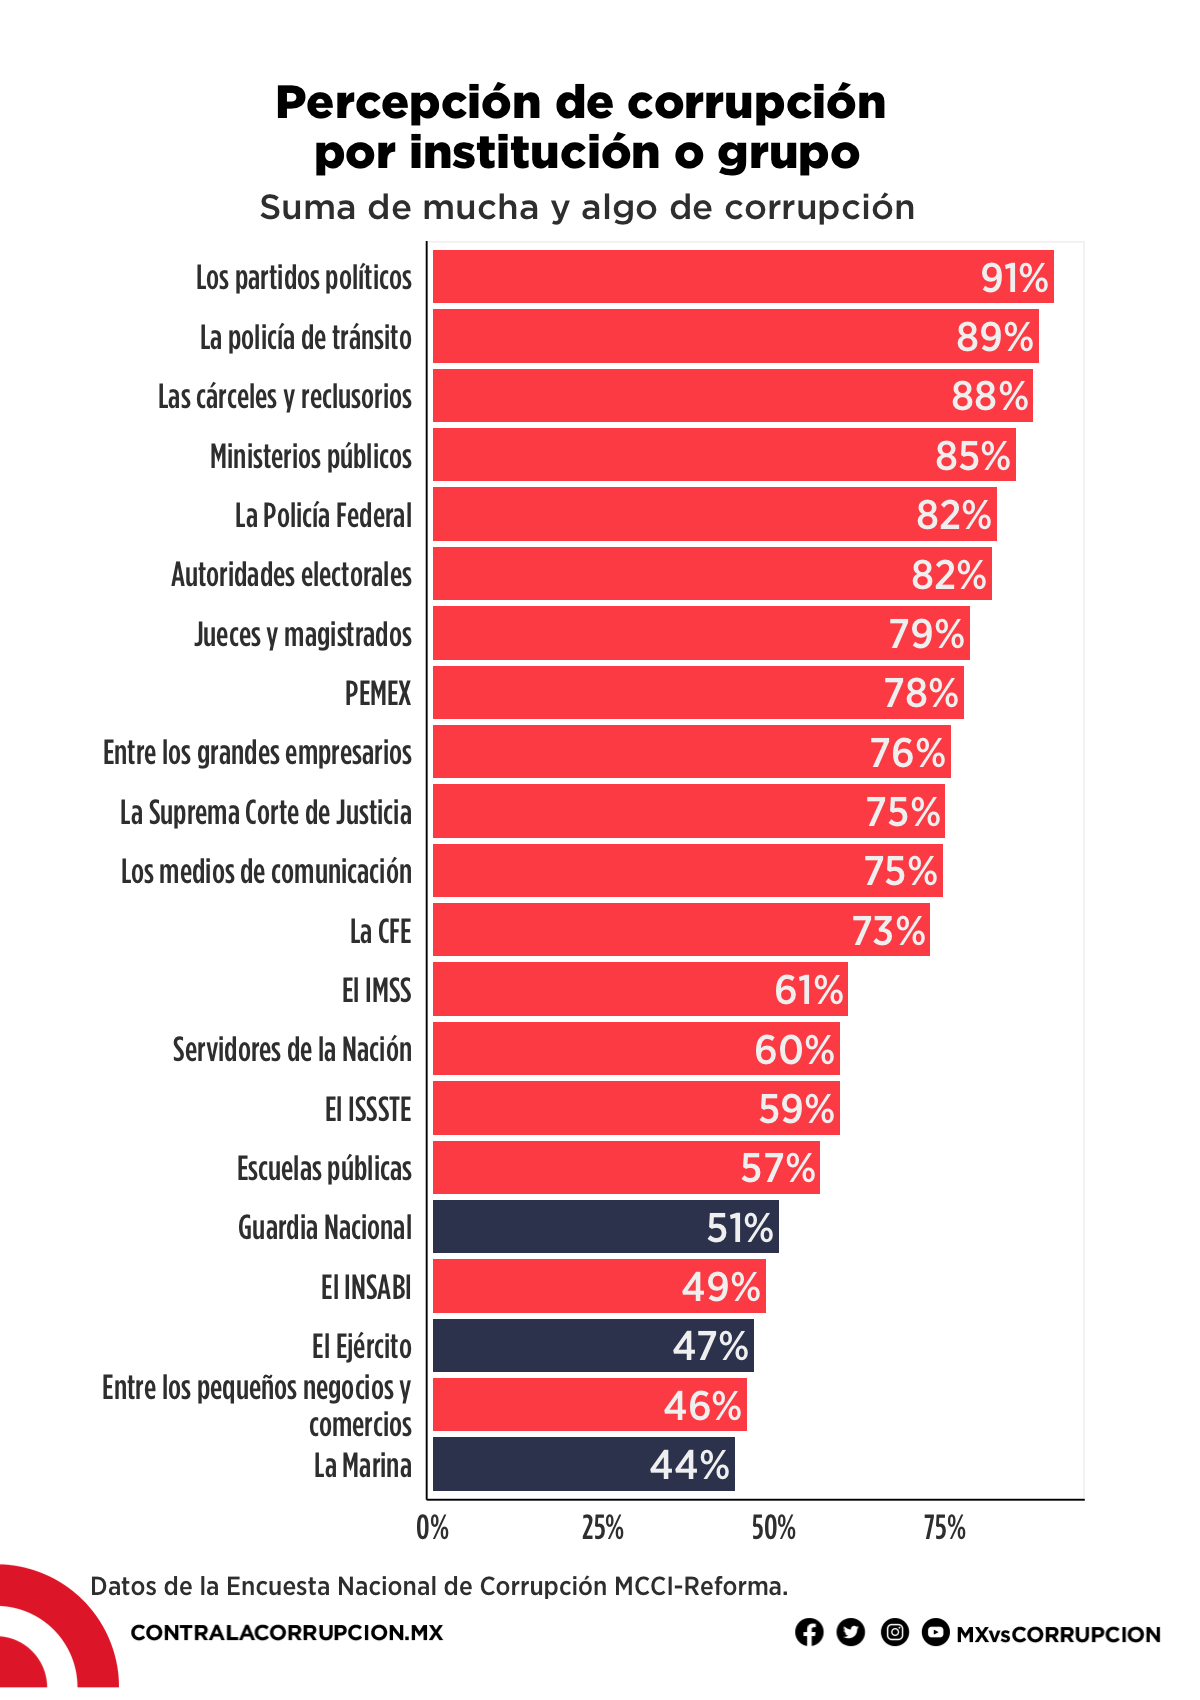 Percepción de corrupción
por institución o grupo
Suma de mucha y algo de corrupción
Los partidos políticos 91%
La policía de tránsito 89%
Las cárceles y reclusorios 88%
Ministerios públicos 85%
La Policía Federal 82%
Autoridades electorales 82%
Jueces y magistrados 79%
PEMEX 78%
Entre los grandes empresarios 76%
La Suprema Corte de Justicia 75%
Los medios de comunicación 75%
La CFE 73%
El IMSS 61%
Servidores de la Nación 60%
El ISSSTE 59%
Escuelas públicas 57%
Guardia Nacional 51%
El INSABI 49%
El Ejército 47%
Entre los pequeños negocios y
comercios 46%
La Marina 44%
0% 25% 50% 75%
Datos de la Encuesta Nacional de Corrupción MCCI-Reforma.
CONTRALACORRUPCION.MX MXvsCORRUPCION